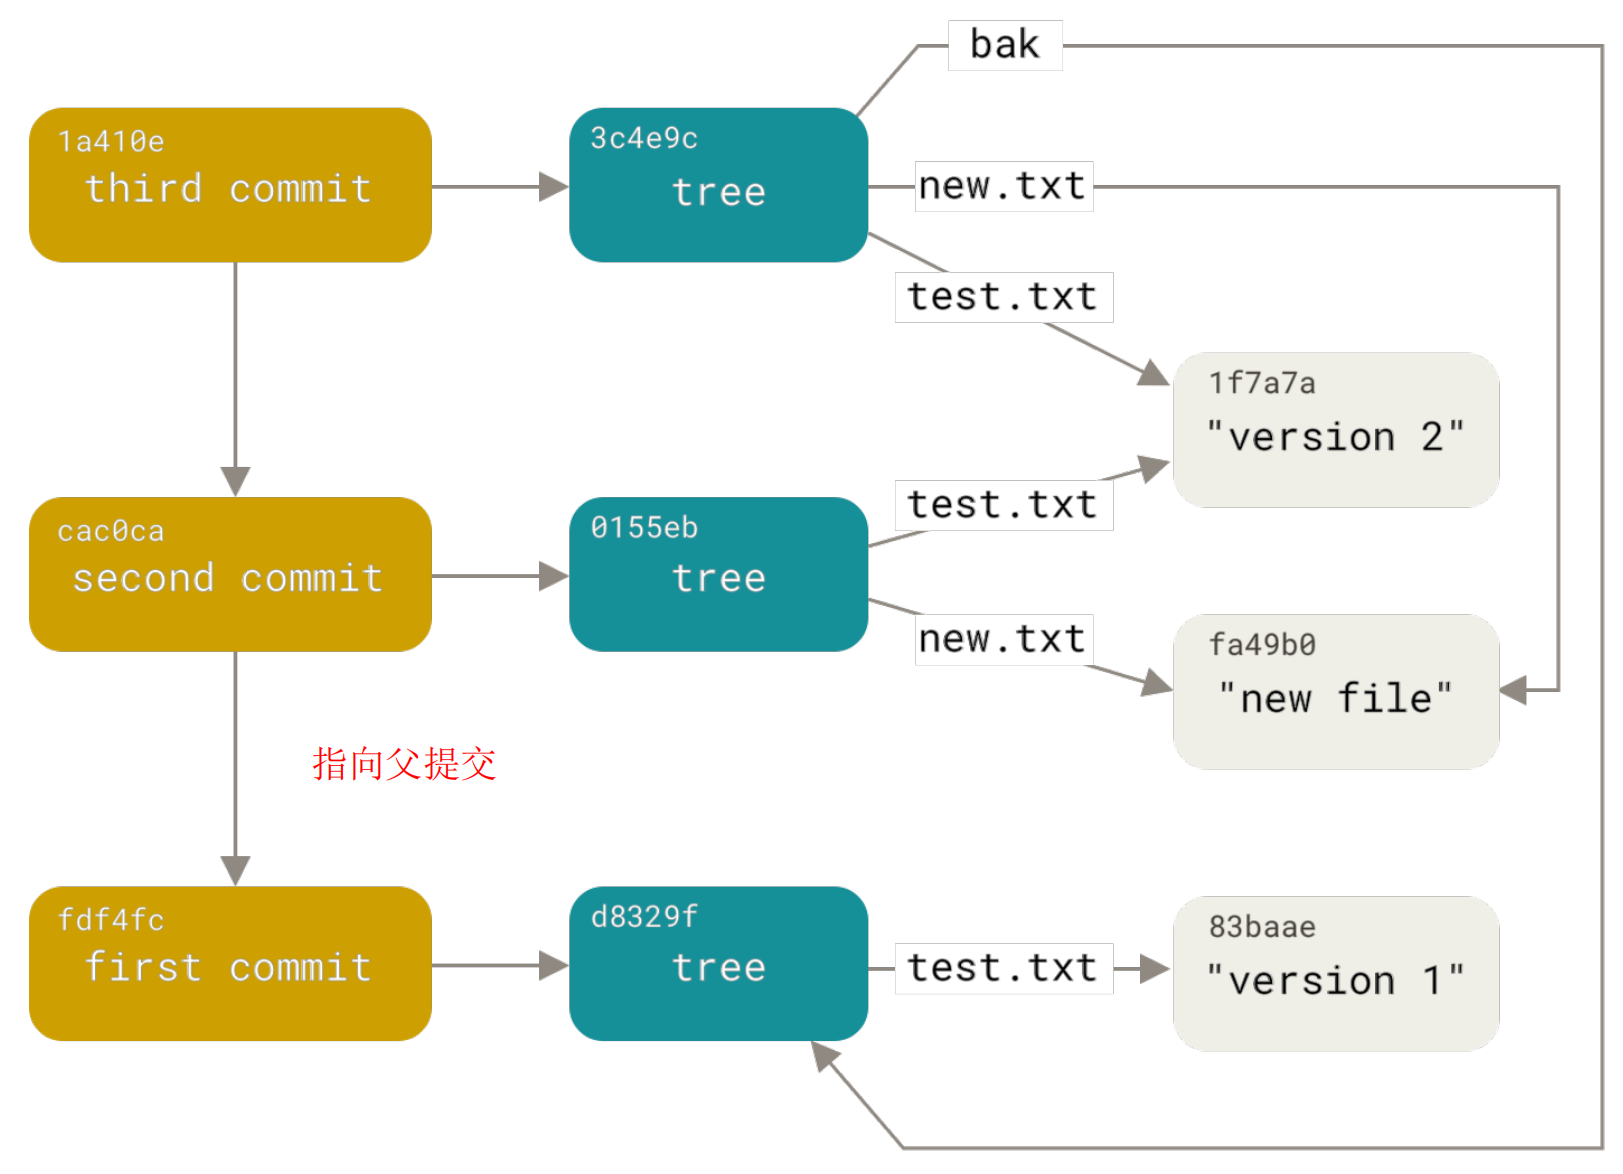 bak
1a410e
third commit
3c4e9c
tree
new.txt
test.txt
1f7a7a
"version 2"
cac0ca
second commit
0155eb
tree
test.txt
new.txt
fa49b0
"new file"
指向父提交
fdf4fc
first commit
d8329f
tree
test.txt
83baae
"version 1"